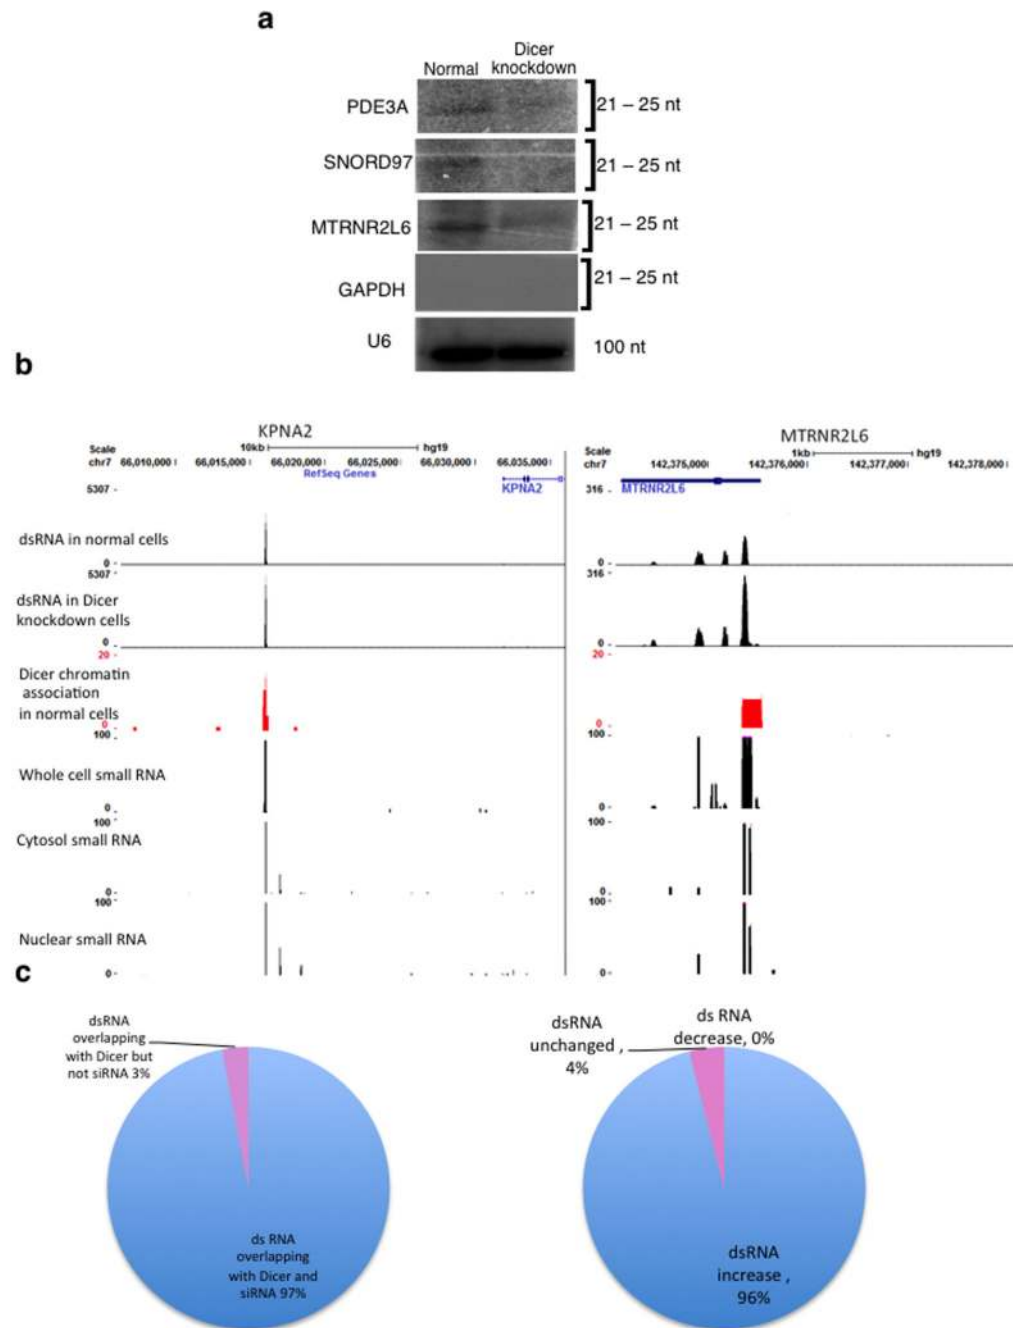 a
Normal
Dicer
knockdown
PDE3A
21 – 25 nt
SNORD97
21 – 25 nt
MTRNR2L6
21 – 25 nt
GAPDH
21 – 25 nt
U6
100 nt
b
KPNA2
Scale
10kb
hg19
chr7
66,010,000
66,015,000
66,020,000
66,025,000
66,030,000
66,035,000
RefSeq Genes
KPNA2
5307
dsRNA in normal cells
0
5307
dsRNA in Dicer
knockdown cells
0
20
Dicer chromatin
association
in normal cells
0
100
Whole cell small RNA
0
100
Cytosol small RNA
0
100
Nuclear small RNA
0
MTRNR2L6
Scale
1kb
hg19
chr7
142,375,000
142,376,000
142,377,000
142,378,000
MTRNR2L6
316
0
316
0
20
0
100
0
100
0
100
0
c
dsRNA
overlapping
with Dicer but
not siRNA 3%
ds RNA
overlapping
with Dicer and
siRNA 97%
dsRNA
unchanged ,
4%
ds RNA
decrease, 0%
dsRNA
increase ,
96%